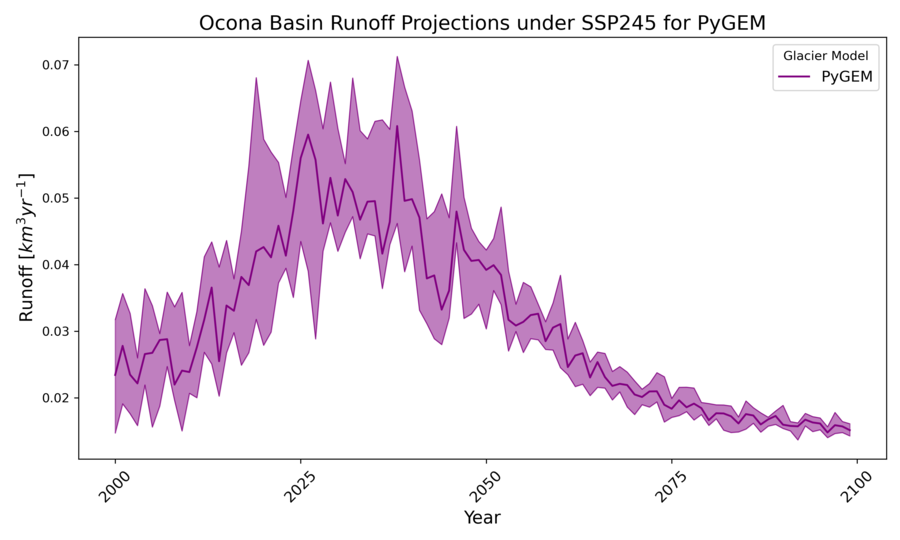 Ocona Basin Runoff Projections under SSP245 for PyGEM
Glacier Model
PyGEM
Runoff [km³yr⁻¹]
0.07
0.06
0.05
0.04
0.03
0.02
2000 2025 2050 2075 2100
Year